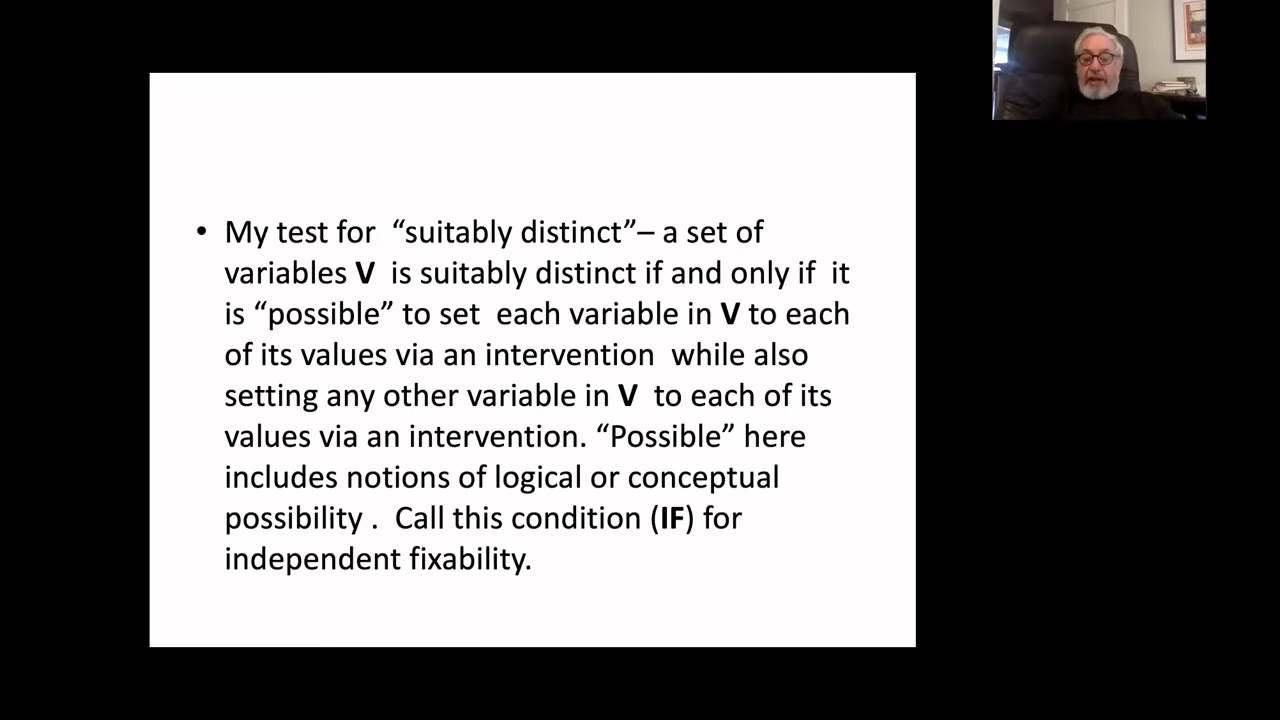 • My test for “suitably distinct”– a set of
variables V is suitably distinct if and only if it
is “possible” to set each variable in V to each
of its values via an intervention while also
setting any other variable in V to each of its
values via an intervention. “Possible” here
includes notions of logical or conceptual
possibility . Call this condition (IF) for
independent fixability.